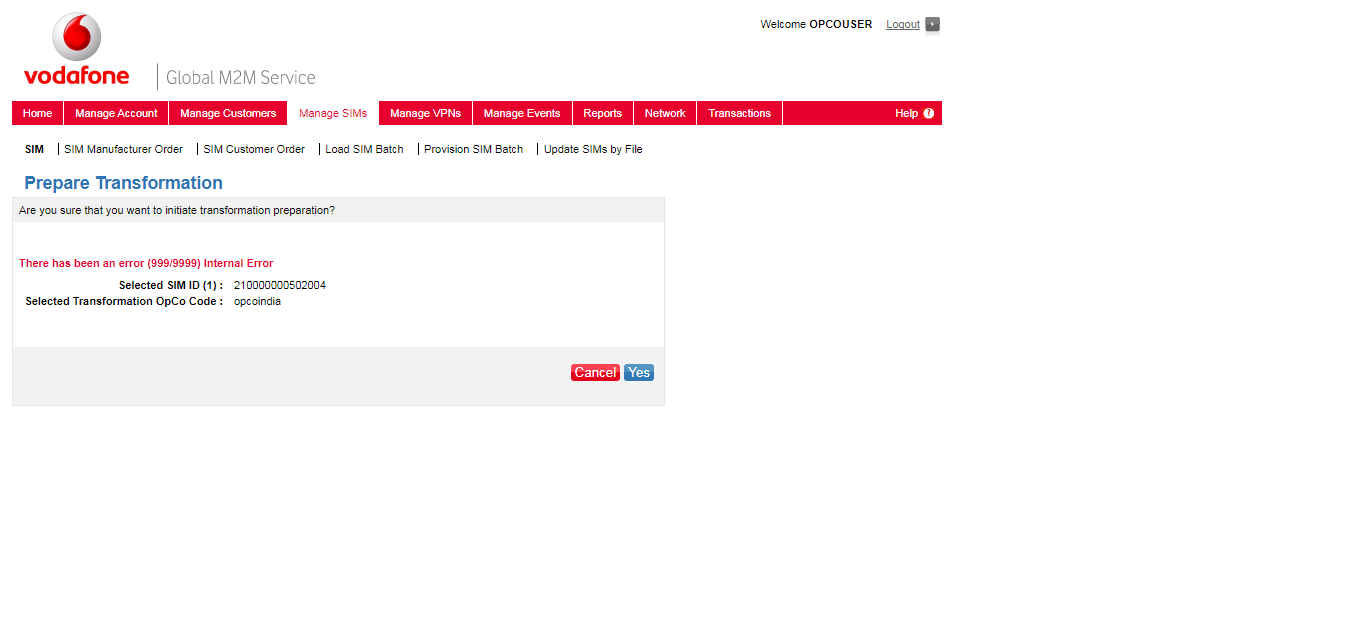 Welcome OPCOUSER Logout
vodafone
Global M2M Service
Home Manage Account Manage Customers Manage SIMs Manage VPNs Manage Events Reports Network Transactions Help ?
SIM SIM Manufacturer Order SIM Customer Order Load SIM Batch Provision SIM Batch Update SIMs by File
Prepare Transformation
Are you sure that you want to initiate transformation preparation?
There has been an error (999/9999) Internal Error
Selected SIM ID (1) : 210000000502004
Selected Transformation OpCo Code : opcoindia
Cancel Yes